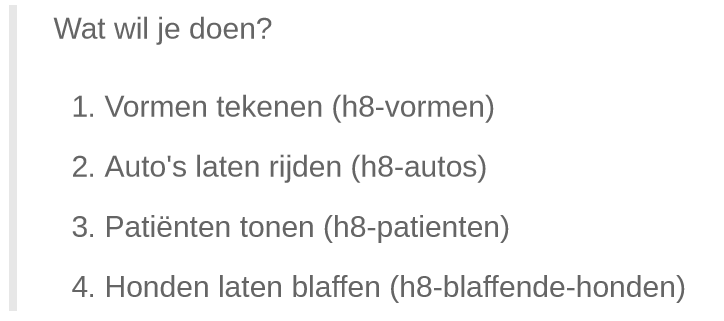 Wat wil je doen?
1. Vormen tekenen (h8-vormen)
2. Auto's laten rijden (h8-autos)
3. Patiënten tonen (h8-patienten)
4. Honden laten blaffen (h8-blaffende-honden)